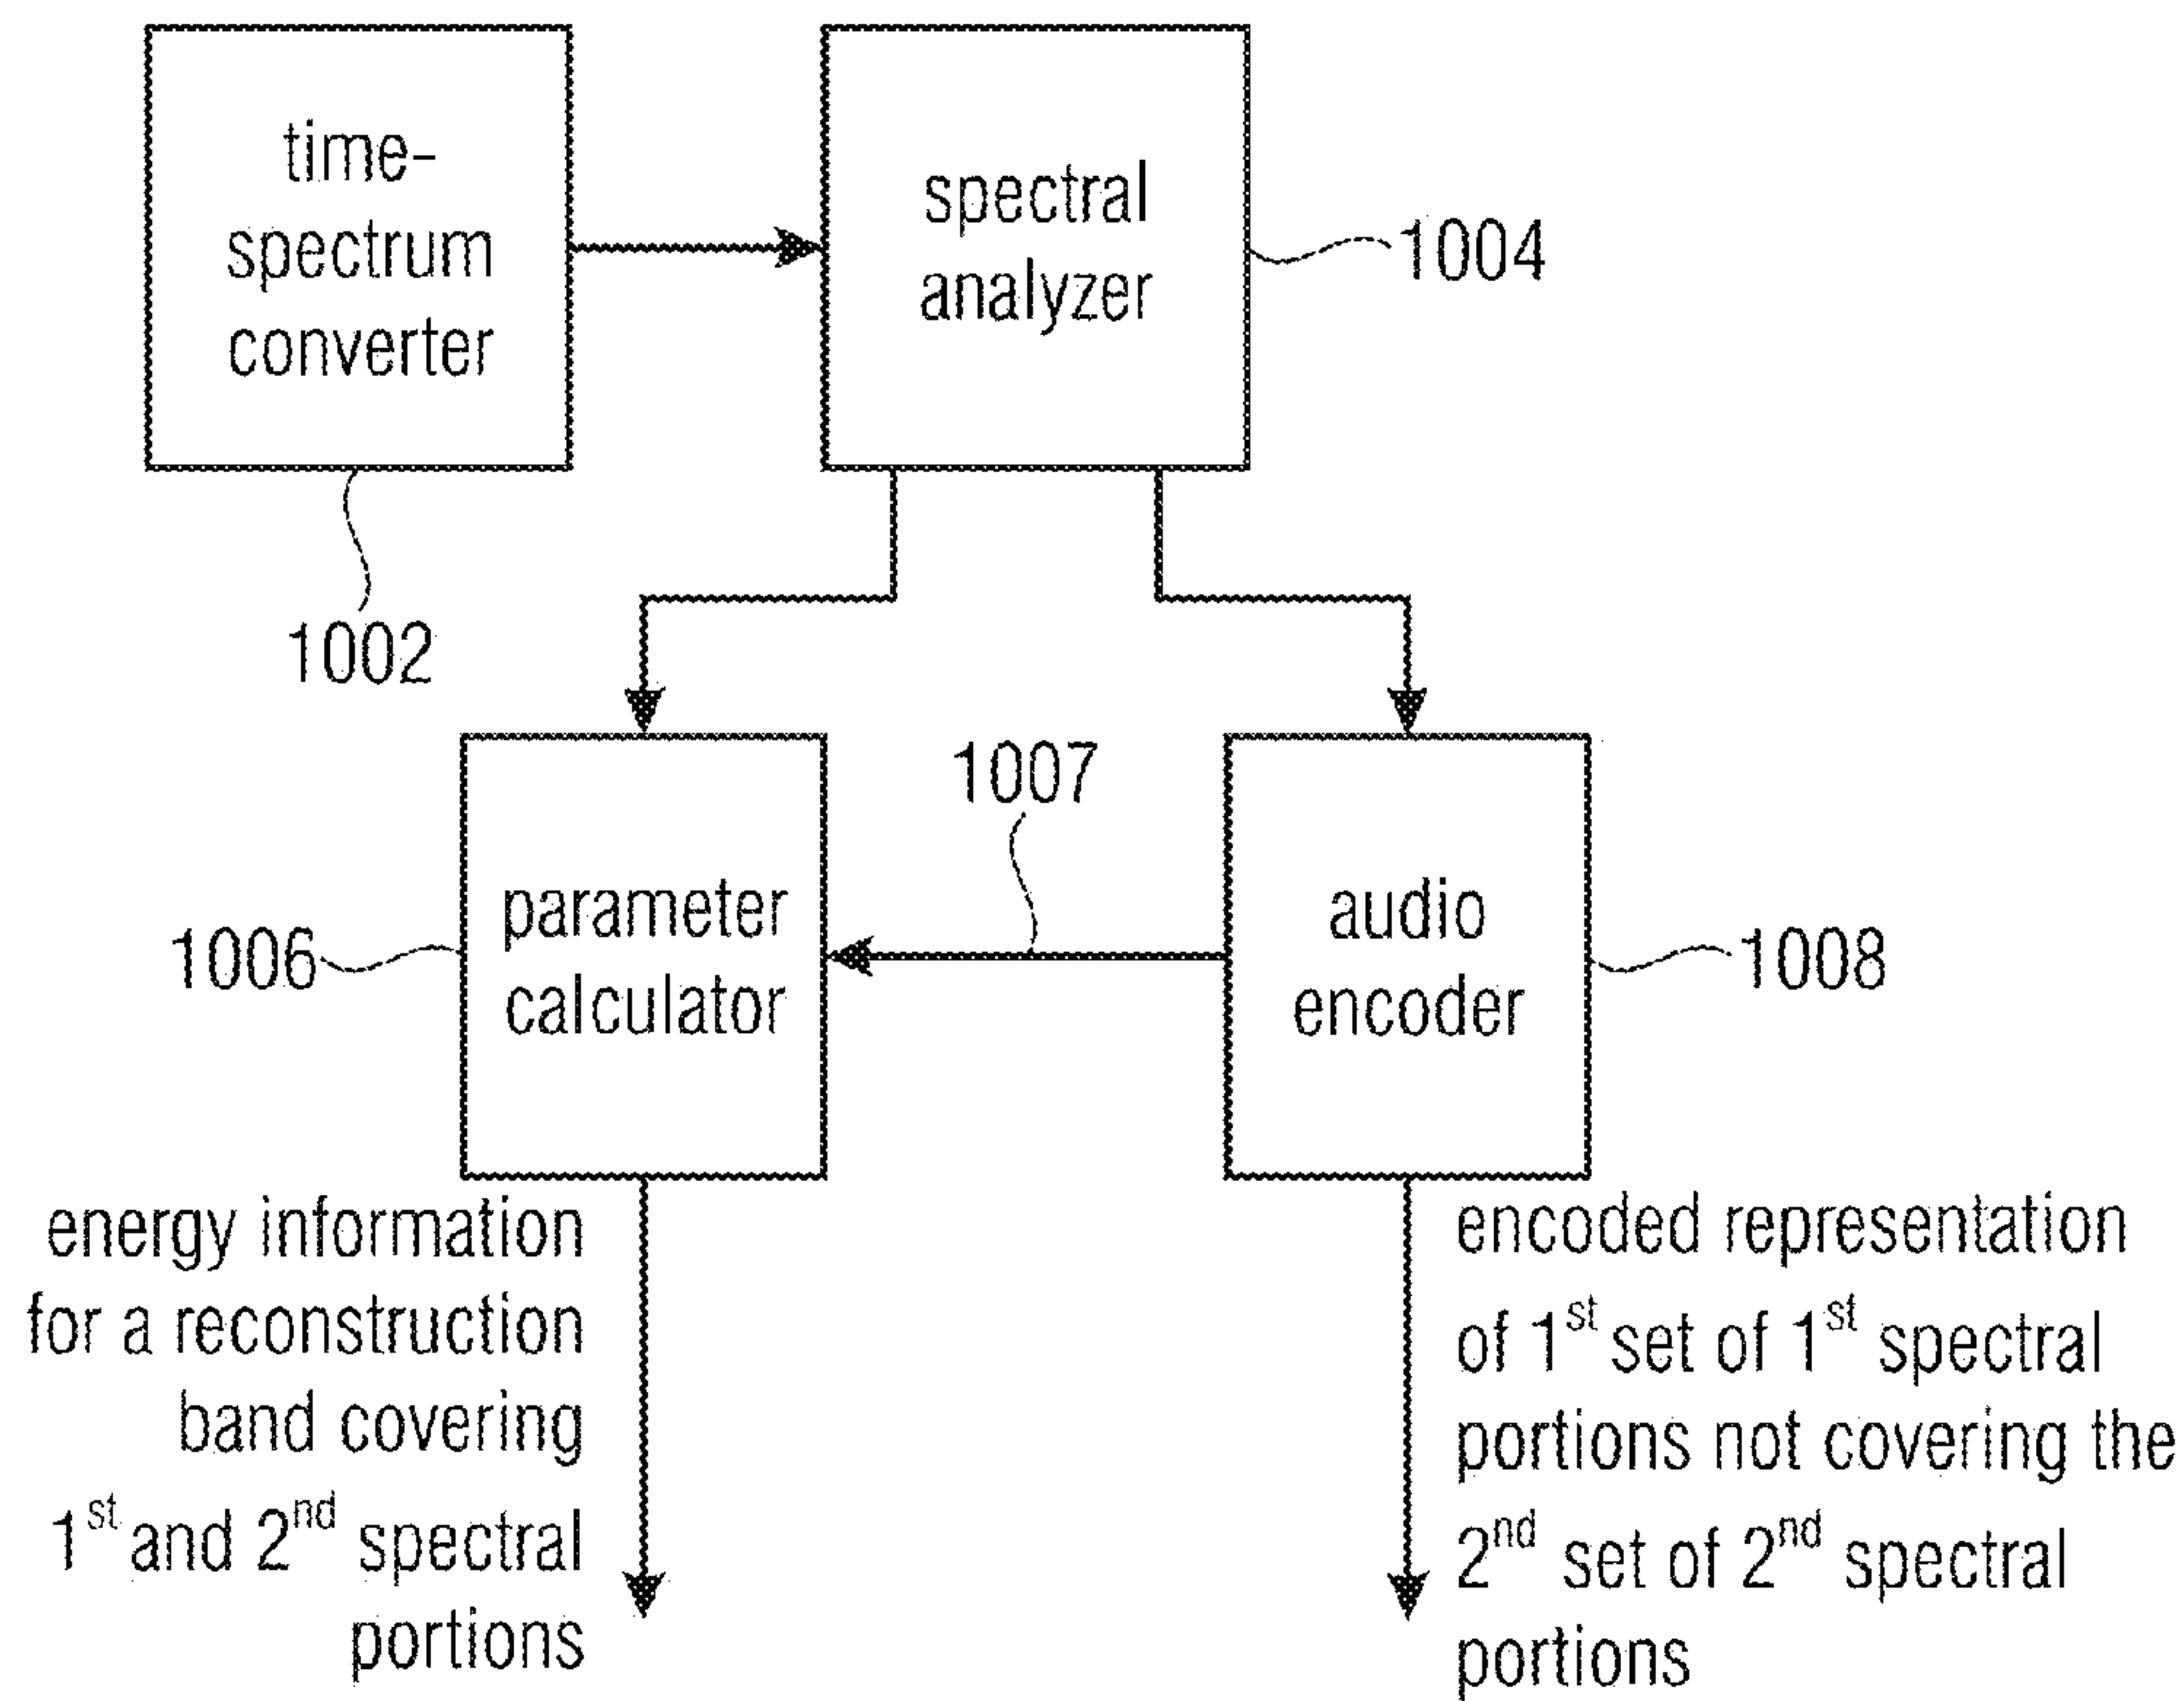 time-
spectrum
converter
spectral
analyzer
1004
1002
1007
parameter
calculator
audio
encoder
1006
1008
energy information
for a reconstruction
band covering
1st and 2nd spectral
portions
encoded representation
of 1st set of 1st spectral
portions not covering the
2nd set of 2nd spectral
portions